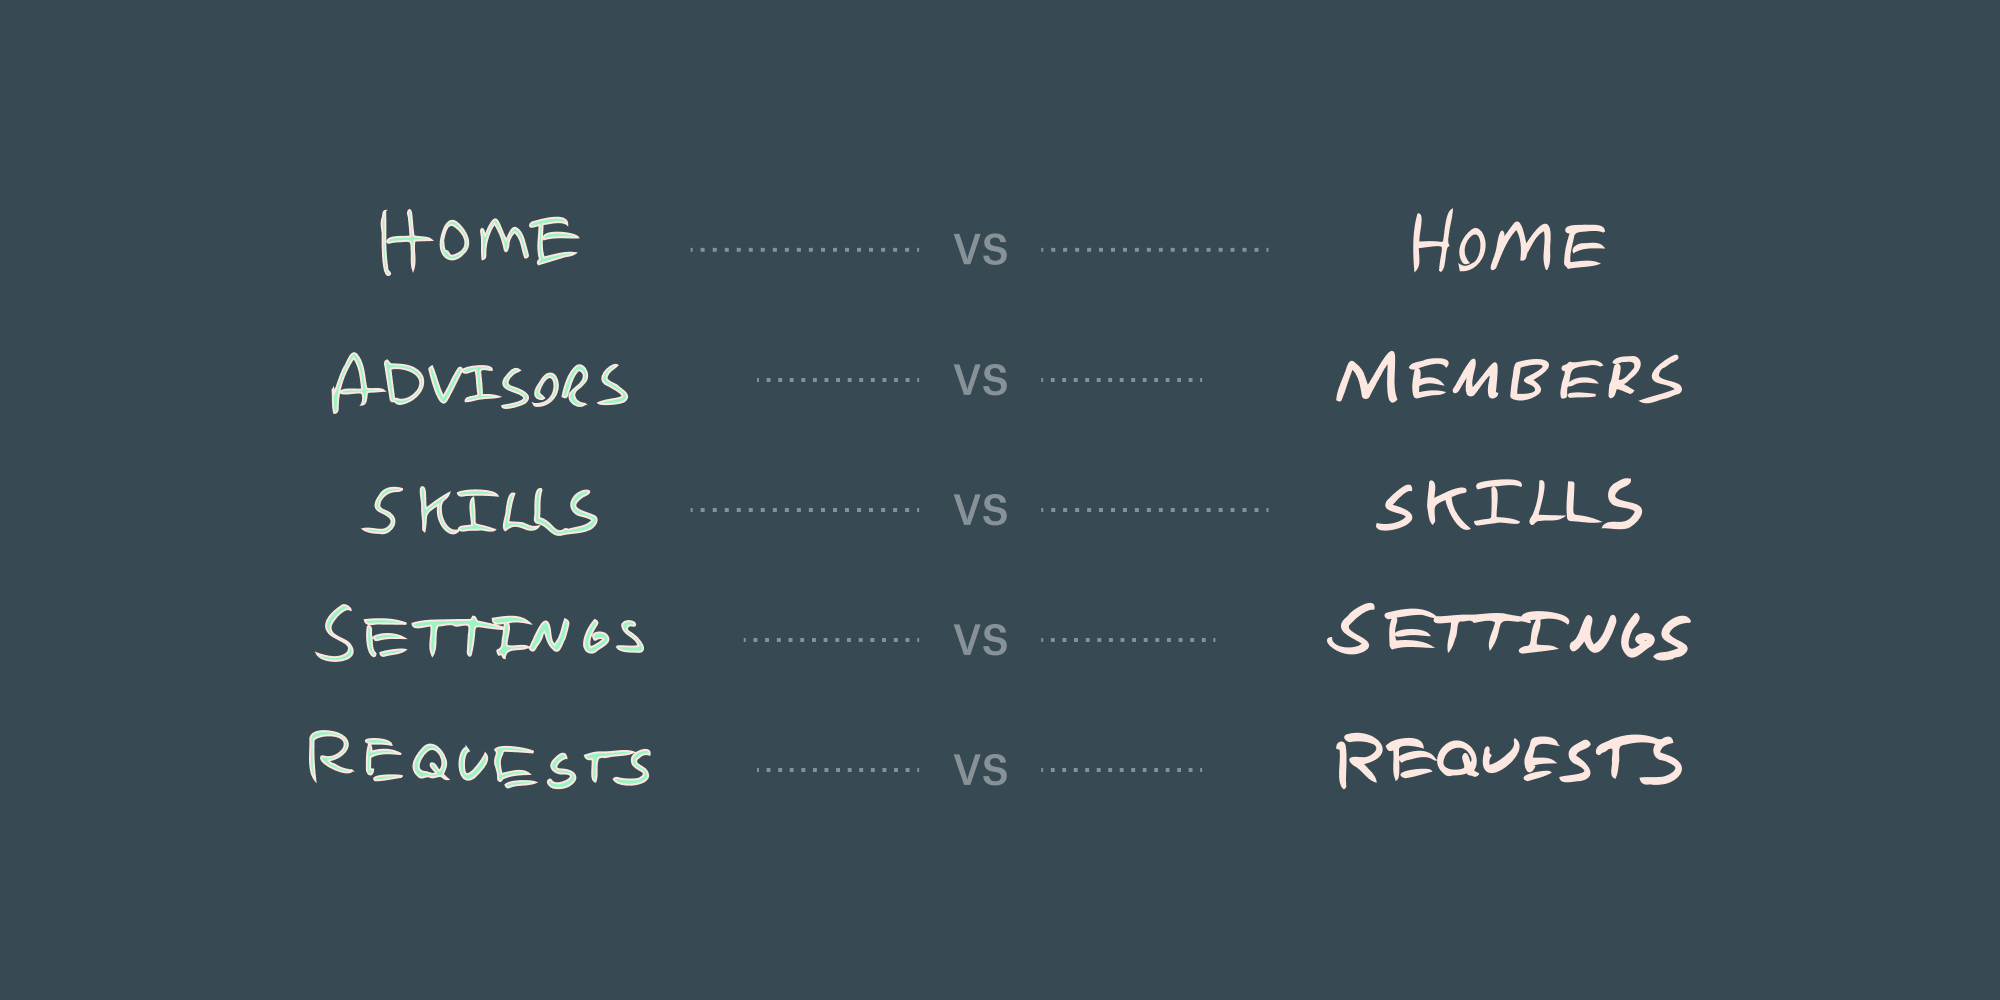 HOME VS HOME
ADVISORS VS MEMBERS
SKILLS VS SKILLS
SETTINGS VS SETTINGS
REQUESTS VS REQUESTS